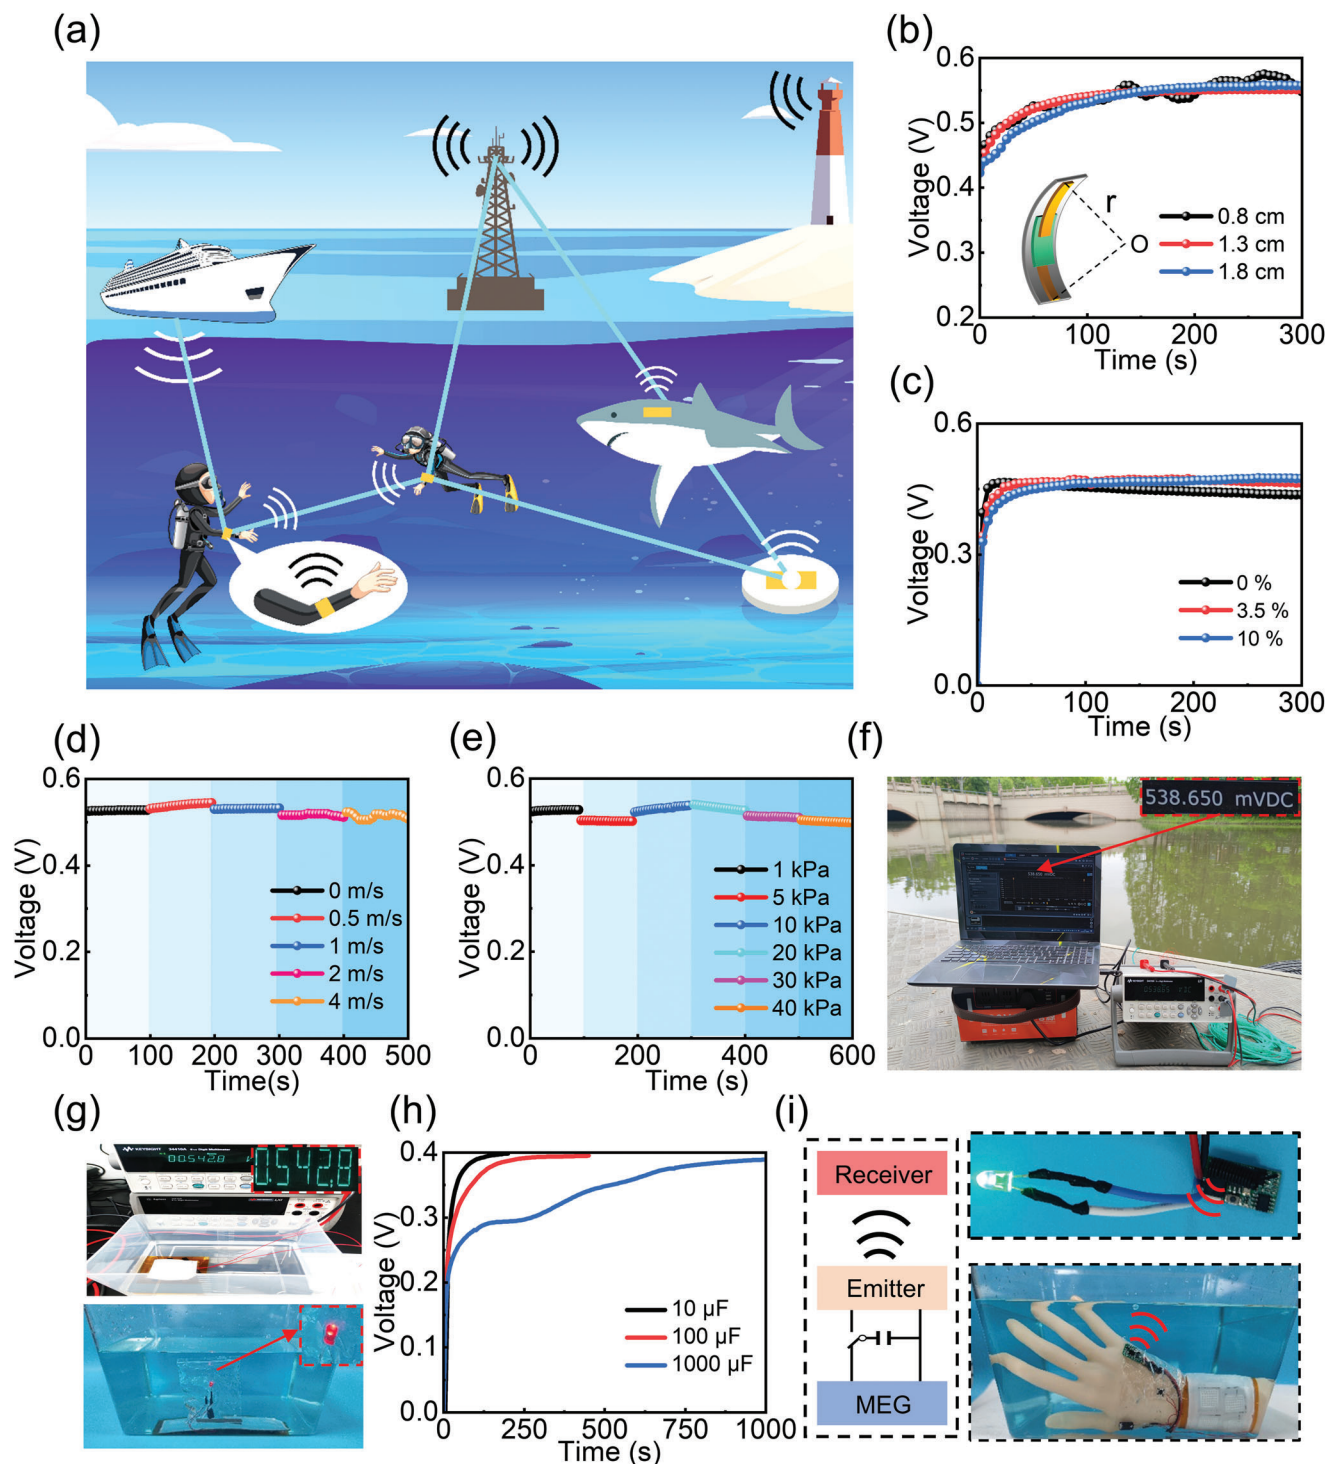 (a)
(b)
0.6
0.5
0.4
0.3
0.2
Voltage (V)
r
O
0.8 cm
1.3 cm
1.8 cm
0
100
200
300
Time (s)
(c)
0.6
0.3
0.0
Voltage (V)
0 %
3.5 %
10 %
0
100
200
300
Time (s)
(d)
0.6
0.4
0.2
0.0
Voltage (V)
0 m/s
0.5 m/s
1 m/s
2 m/s
4 m/s
0
100
200
300
400
500
Time(s)
(e)
0.6
0.4
0.2
0.0
Voltage (V)
1 kPa
5 kPa
10 kPa
20 kPa
30 kPa
40 kPa
0
200
400
600
Time (s)
(f)
538.650 mVDC
(g)
KEYSIGHT
00.542.8
0.542.8
(h)
0.4
0.3
0.2
0.1
0.0
Voltage (V)
10 μF
100 μF
1000 μF
0
250
500
750
1000
Time (s)
(i)
Receiver
Emitter
MEG